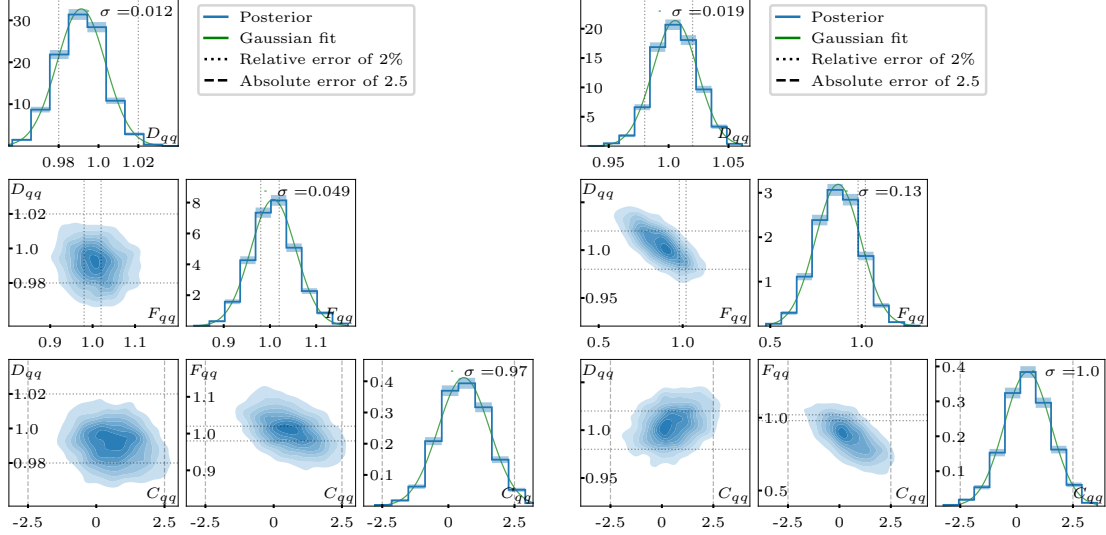 σ =0.012
30
20
10
D_qq
0.98 1.0 1.02
Posterior
Gaussian fit
Relative error of 2%
Absolute error of 2.5
σ =0.019
20
15
10
5
D_qq
0.95 1.0 1.05
Posterior
Gaussian fit
Relative error of 2%
Absolute error of 2.5
D_qq
1.02
1.0
0.98
F_qq
0.9 1.0 1.1
σ =0.049
8
6
4
2
F_qq
0.9 1.0 1.1
D_qq
1.0
0.95
F_qq
0.5 1.0
σ =0.13
3
2
1
F_qq
0.5 1.0
D_qq
1.02
1.0
0.98
C_qq
-2.5 0 2.5
F_qq
1.1
1.0
0.9
C_qq
0 2.5
σ =0.97
0.4
0.3
0.2
0.1
C_qq
-2.5 0 2.5
D_qq
1.0
0.95
C_qq
-2.5 0 2.5
F_qq
1.0
0.5
C_qq
0 2.5
σ =1.0
0.4
0.3
0.2
0.1
C_qq
-2.5 0 2.5